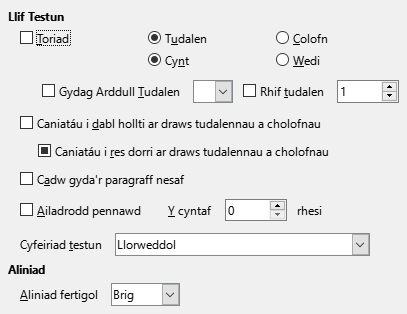 Llif Testun
Toriad Tudalen Colofn
Cynt Wedi
Gydag Arddull Tudalen Rhif tudalen 1
Caniatáu i dabl hollti ar draws tudalennau a cholofnau
Caniatáu i res dorri ar draws tudalennau a cholofnau
Cadw gyda'r paragraff nesaf
Ailadrodd pennawd Y cyntaf 0 rhesi
Cyfeiriad testun Llorweddol
Aliniad
Aliniad fertigol Brig